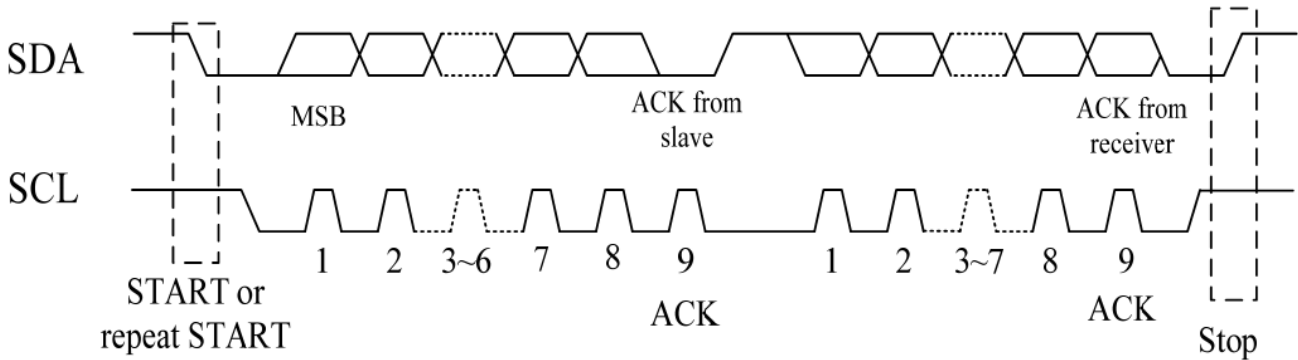 SDA
MSB
ACK from
slave
ACK from
receiver
SCL
1 2 3~6 7 8 9 1 2 3~7 8 9
START or
repeat START
ACK
ACK
Stop